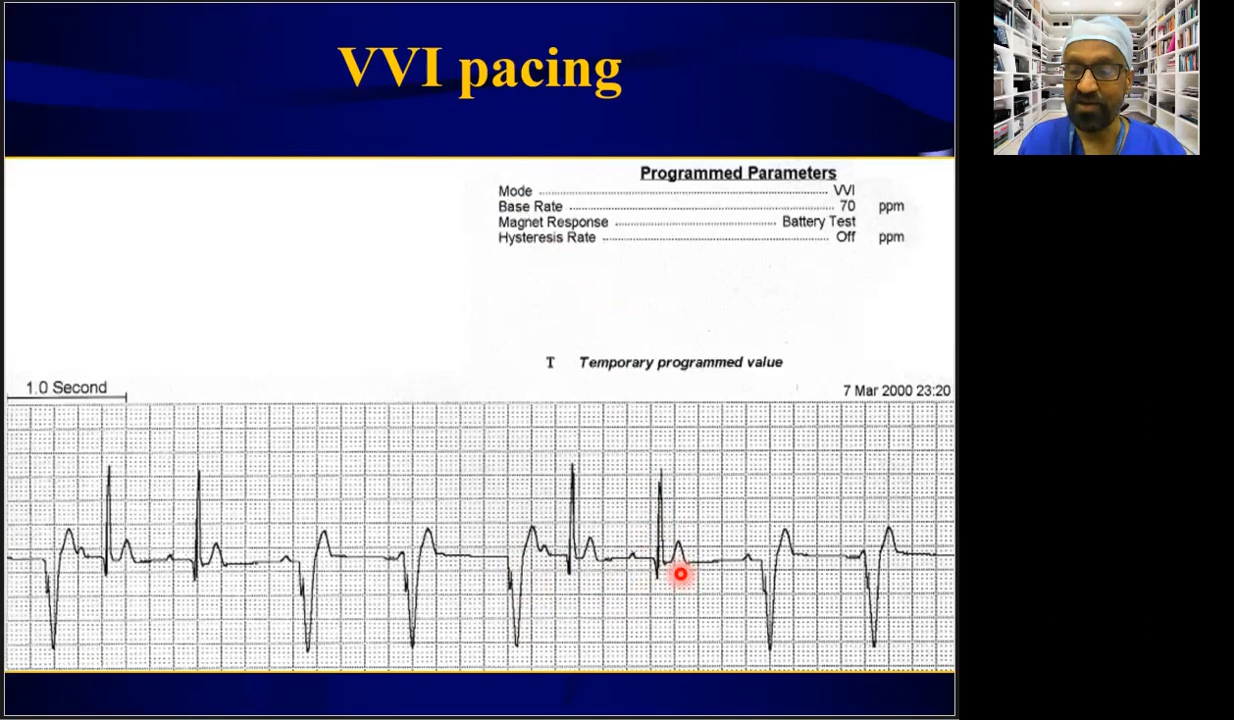 VVI pacing
Programmed Parameters
Mode ........ VVI
Base Rate ........ 70 ppm
Magnet Response ........ Battery Test
Hysteresis Rate ........ Off ppm
T Temporary programmed value
1.0 Second
7 Mar 2000 23:20